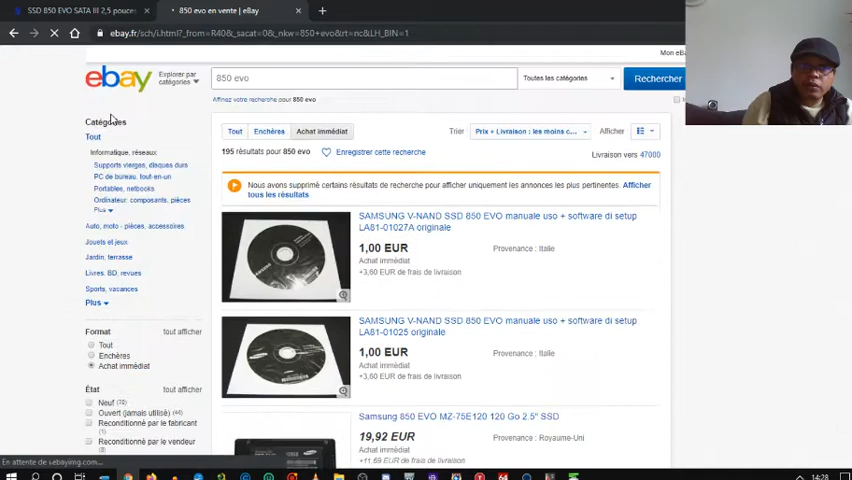 SSD 850 EVO SATA III 2,5 pouces
850 evo en vente | eBay
ebay.fr/sch/i.html?_from=R40&_sacat=0&_nkw=850+evo&rt=nc&LH_BIN=1
Mon eB
ebay
Explorer par catégories
850 evo
Toutes les catégories
Rechercher
Affinez votre recherche pour 850 evo
Catégories
Tout
Informatique, réseaux:
Supports vierges, disques durs
PC de bureau, tout-en-un
Portables, netbooks
Ordinateur: composants, pièces
Plus
Auto, moto - pièces, accessoires
Jouets et jeux
Jardin, terrasse
Livres, BD, revues
Sports, vacances
Plus
Format
tout afficher
Tout
Enchères
Achat immédiat
État
tout afficher
Neuf (78)
Ouvert (jamais utilisé)
Reconditionné par le fabricant
(1)
Reconditionné par le vendeur
Tout
Enchères
Achat immédiat
Trier
Prix + Livraison : les moins c...
Afficher
195 résultats pour 850 evo
Enregistrer cette recherche
Livraison vers 47000
Nous avons supprimé certains résultats de recherche pour afficher uniquement les annonces les plus pertinentes. Afficher
tous les résultats
SAMSUNG V-NAND SSD 850 EVO manuale uso + software di setup
LA81-01027A originale
1,00 EUR
Provenance : Italie
Achat immédiat
+3,60 EUR de frais de livraison
SAMSUNG V-NAND SSD 850 EVO manuale uso + software di setup
LA81-01025 originale
1,00 EUR
Provenance : Italie
Achat immédiat
+3,60 EUR de frais de livraison
Samsung 850 EVO MZ-75E120 120 Go 2.5" SSD
19,92 EUR
Provenance : Royaume-Uni
Achat immédiat
+11,69 EUR de frais de livraison
En attente de i.ebayimg.com...
14:28